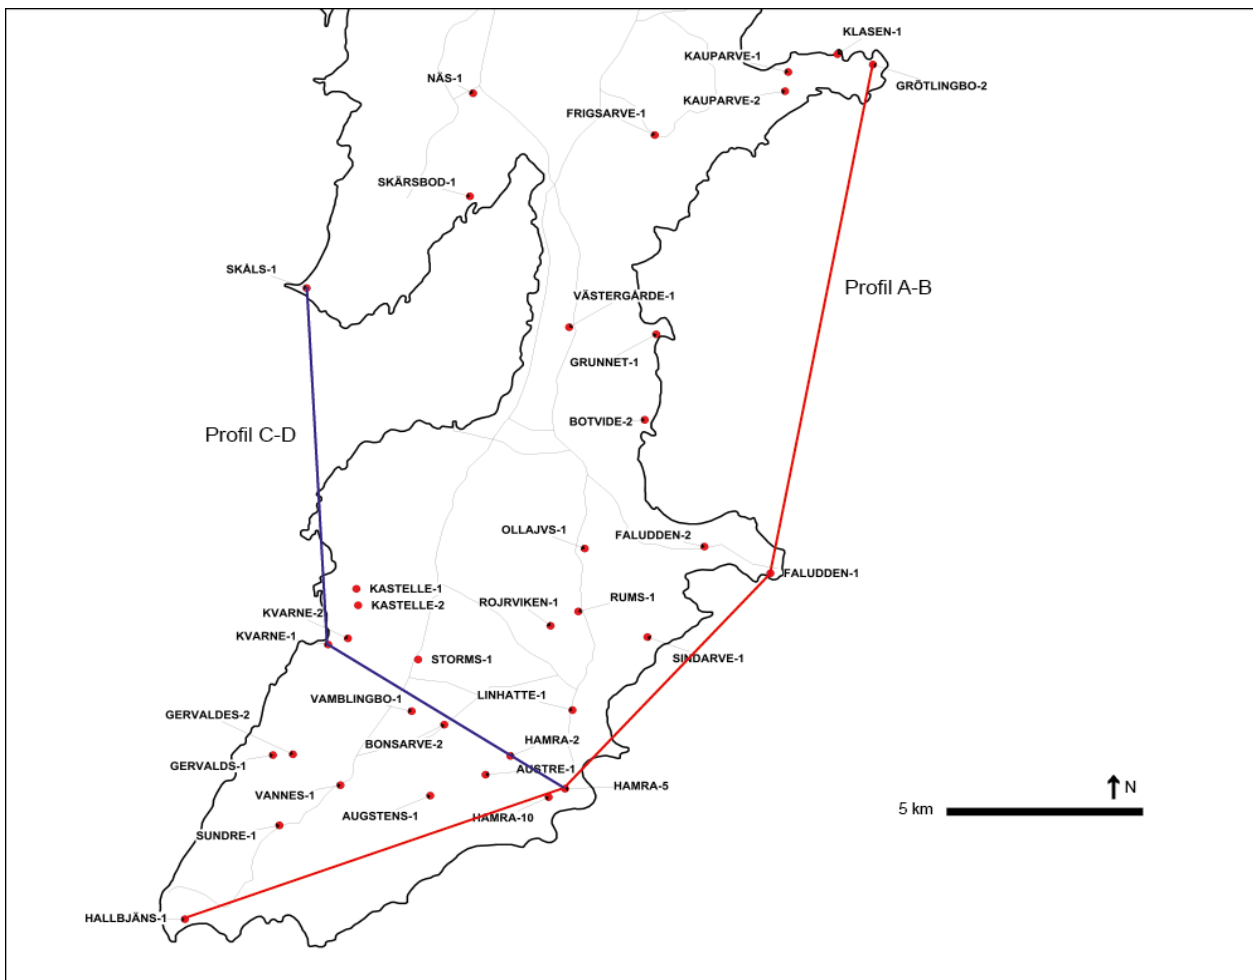 KLASEN-1
KAUPARVE-1
NÄS-1
GRÖTLINGBO-2
KAUPARVE-2
FRIGSARVE-1
SKÄRSBOD-1
SKÅLS-1
Profil A-B
VÄSTERGÄRDE-1
GRUNNET-1
BOTVIDE-2
Profil C-D
OLLAJVS-1
FALUDDEN-2
FALUDDEN-1
KASTELLE-1
ROJRVIKEN-1
RUMS-1
KASTELLE-2
KVARNE-2
KVARNE-1
STORMS-1
SINDARVE-1
VAMBLINGBO-1
LINHATTE-1
GERVALDES-2
HAMRA-2
BONSARVE-2
GERVALDS-1
AUSTRE-1
HAMRA-5
N
VANNES-1
5 km
AUGSTENS-1
HAMRA-10
SUNDRE-1
HALLBJÄNS-1